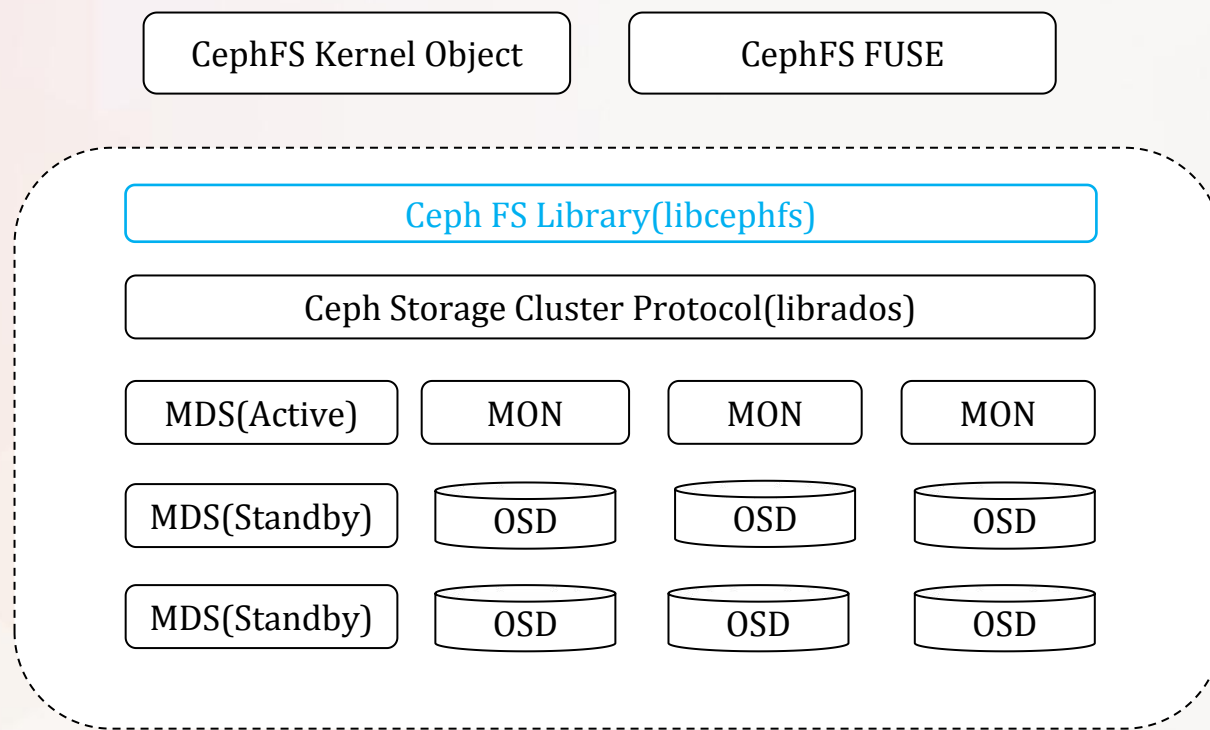 CephFS Kernel Object
CephFS FUSE
Ceph FS Library(libcephfs)
Ceph Storage Cluster Protocol(librados)
MDS(Active)
MON
MON
MON
MDS(Standby)
OSD
OSD
OSD
MDS(Standby)
OSD
OSD
OSD